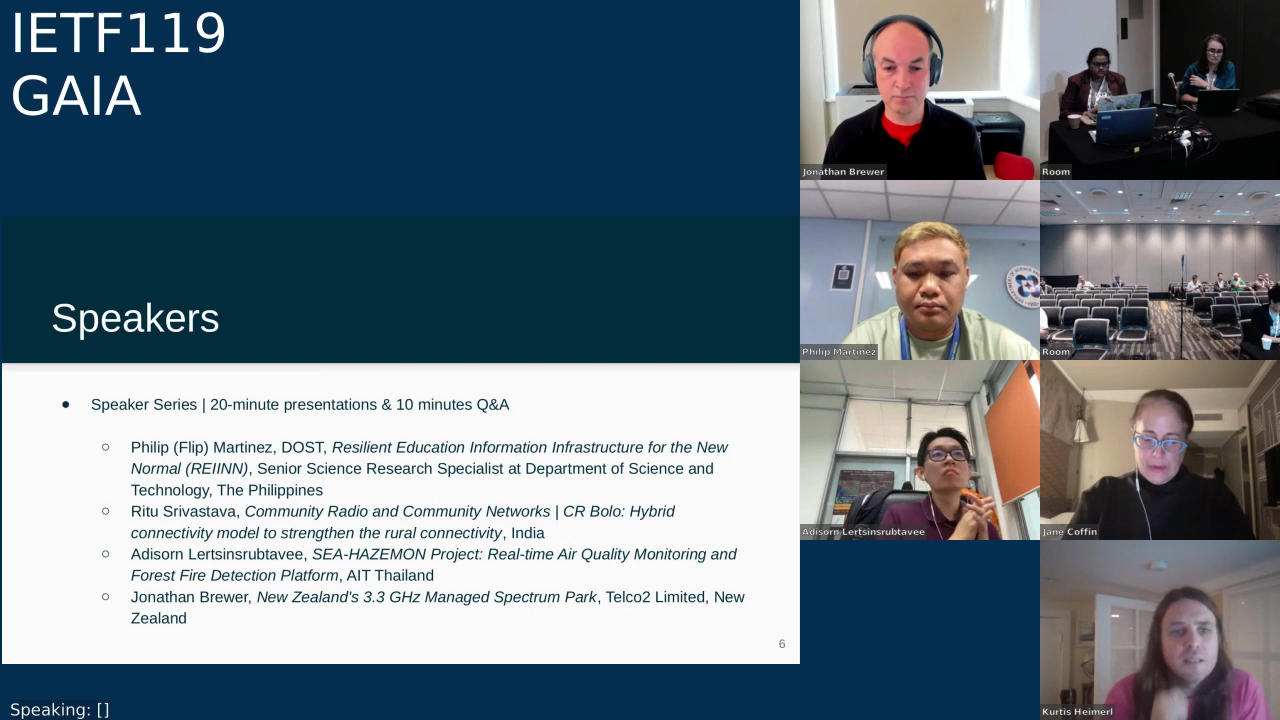 IETF119
GAIA
Speakers
● Speaker Series | 20-minute presentations & 10 minutes Q&A
○ Philip (Flip) Martinez, DOST, Resilient Education Information Infrastructure for the New
Normal (REIINN), Senior Science Research Specialist at Department of Science and
Technology, The Philippines
○ Ritu Srivastava, Community Radio and Community Networks | CR Bolo: Hybrid
connectivity model to strengthen the rural connectivity, India
○ Adisorn Lertsinsrubtavee, SEA-HAZEMON Project: Real-time Air Quality Monitoring and
Forest Fire Detection Platform, AIT Thailand
○ Jonathan Brewer, New Zealand's 3.3 GHz Managed Spectrum Park, Telco2 Limited, New
Zealand
6
Speaking: []
Jonathan Brewer
Room
Philip Martinez
Room
Adisorn Lertsinsrubtavee
Jane Coffin
Kurtis Heimerl